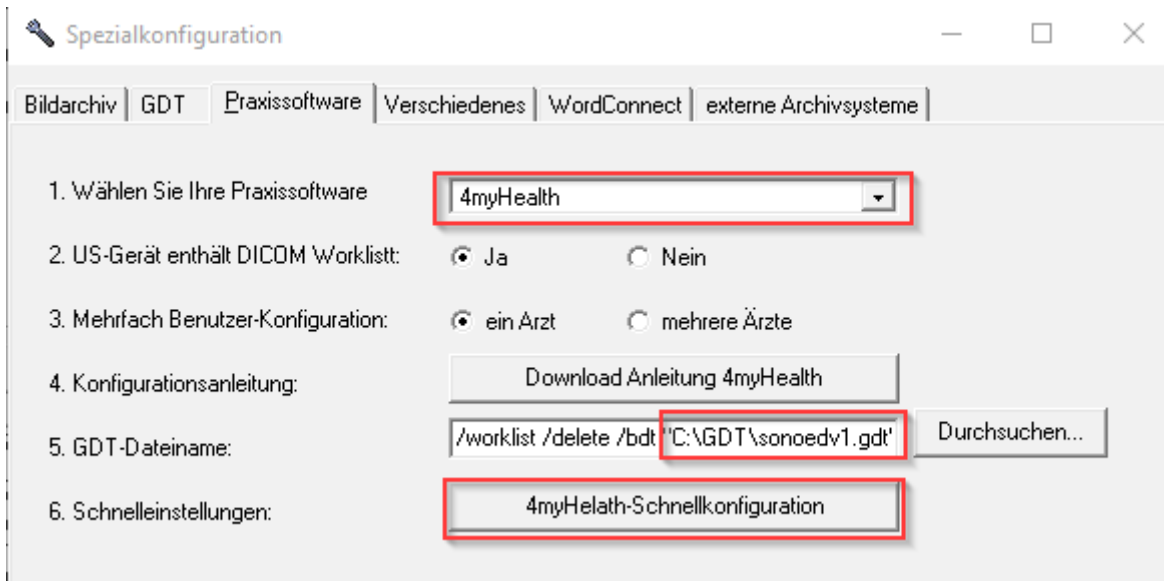 Spezialkonfiguration
Bildarchiv GDT Praxissoftware Verschiedenes WordConnect externe Archivsysteme
1. Wählen Sie Ihre Praxissoftware 4myHealth
2. US-Gerät enthält DICOM Worklistt: Ja Nein
3. Mehrfach Benutzer-Konfiguration: ein Arzt mehrere Ärzte
4. Konfigurationsanleitung: Download Anleitung 4myHealth
5. GDT-Dateiname: /worklist /delete /bdt "C:\GDT\sonoedv1.gdt' Durchsuchen...
6. Schnelleinstellungen: 4myHelath-Schnellkonfiguration